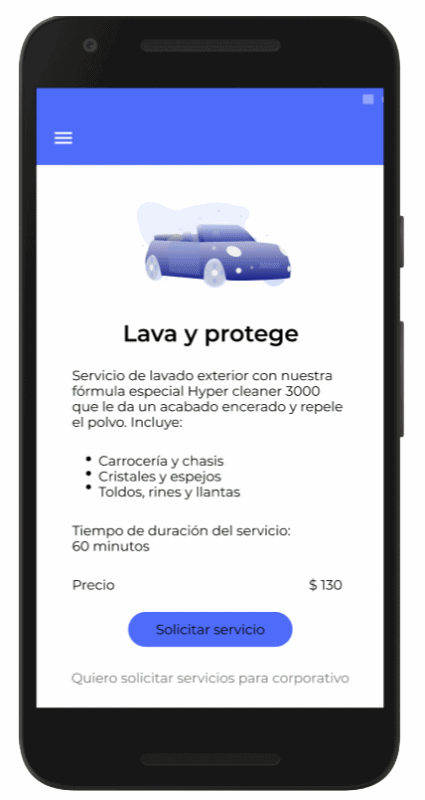 Lava y protege
Servicio de lavado exterior con nuestra
fórmula especial Hyper cleaner 3000
que le da un acabado encerado y repele
el polvo. Incluye:
• Carrocería y chasis
• Cristales y espejos
• Toldos, rines y llantas
Tiempo de duración del servicio:
60 minutos
Precio $ 130
Solicitar servicio
Quiero solicitar servicios para corporativo